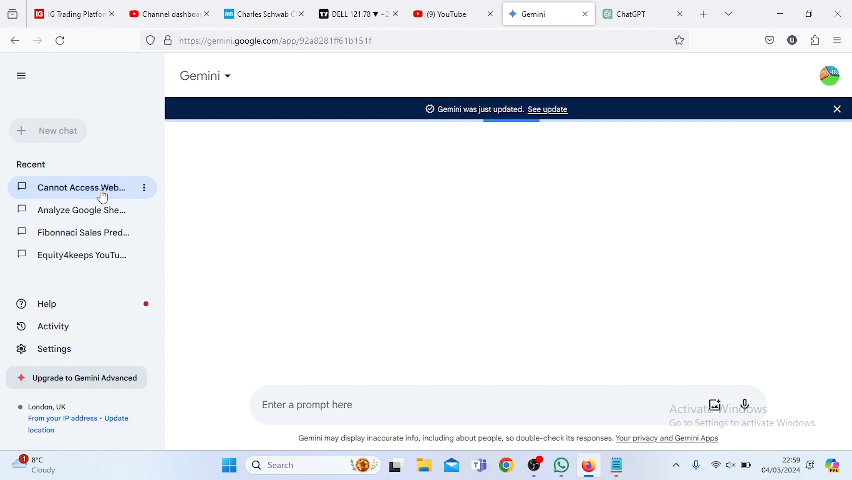 IG Trading Platfor
Channel dashboar
Charles Schwab C
DELL 121.78 ▼ −2
(9) YouTube
Gemini
ChatGPT
https://gemini.google.com/app/92a8281ff61b151f
Gemini
Gemini was just updated. See update
New chat
Recent
Cannot Access Web...
Analyze Google She...
Fibonnaci Sales Pred...
Equity4keeps YouTu...
Help
Activity
Settings
Upgrade to Gemini Advanced
London, UK
From your IP address • Update
location
Enter a prompt here
Activate Windows
Go to Settings to activate Windows.
Gemini may display inaccurate info, including about people, so double-check its responses. Your privacy and Gemini Apps
1
8°C
Cloudy
Search
22:59
04/03/2024